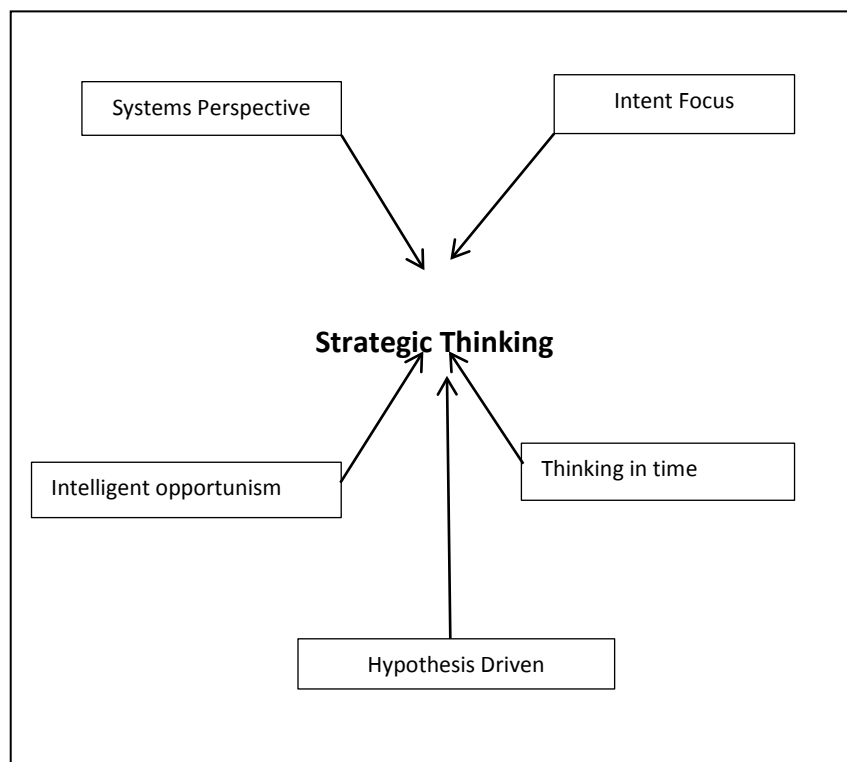 Systems Perspective
Intent Focus
Strategic Thinking
Intelligent opportunism
Thinking in time
Hypothesis Driven